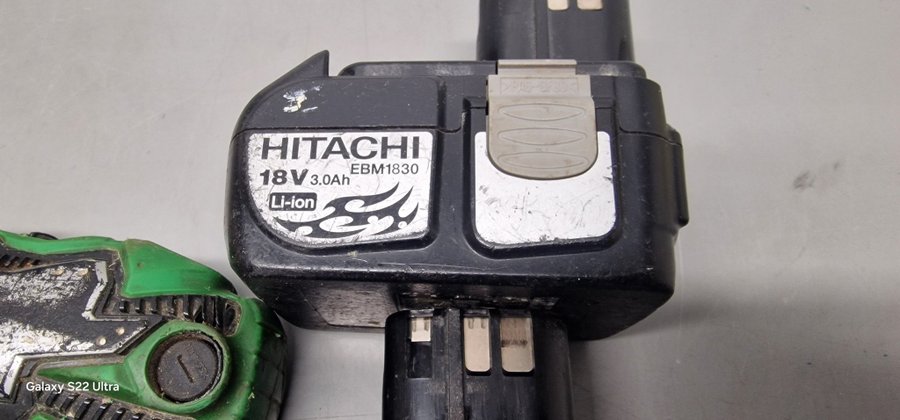 HITACHI
EBM1830
18V 3.0Ah
Li-ion
Galaxy S22 Ultra